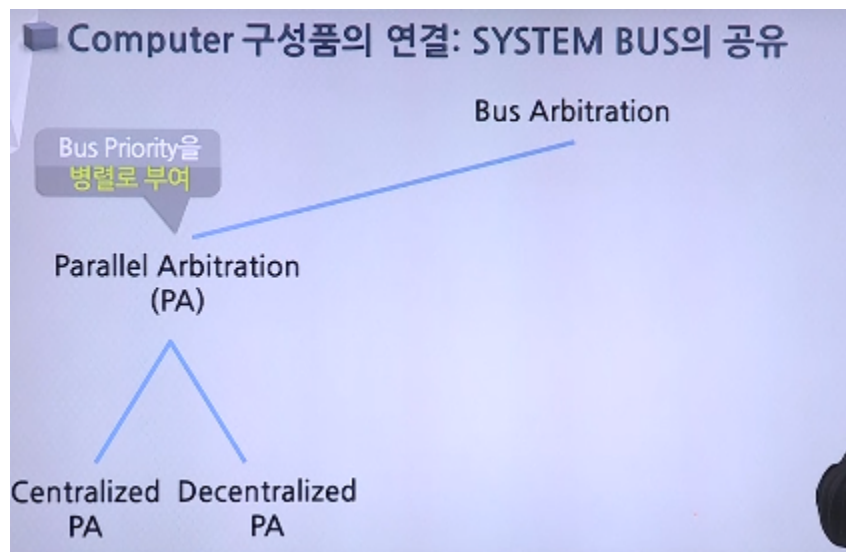 Computer 구성품의 연결: SYSTEM BUS의 공유
Bus Arbitration
Bus Priority을
병렬로 부여
Parallel Arbitration
(PA)
Centralized PA
Decentralized PA